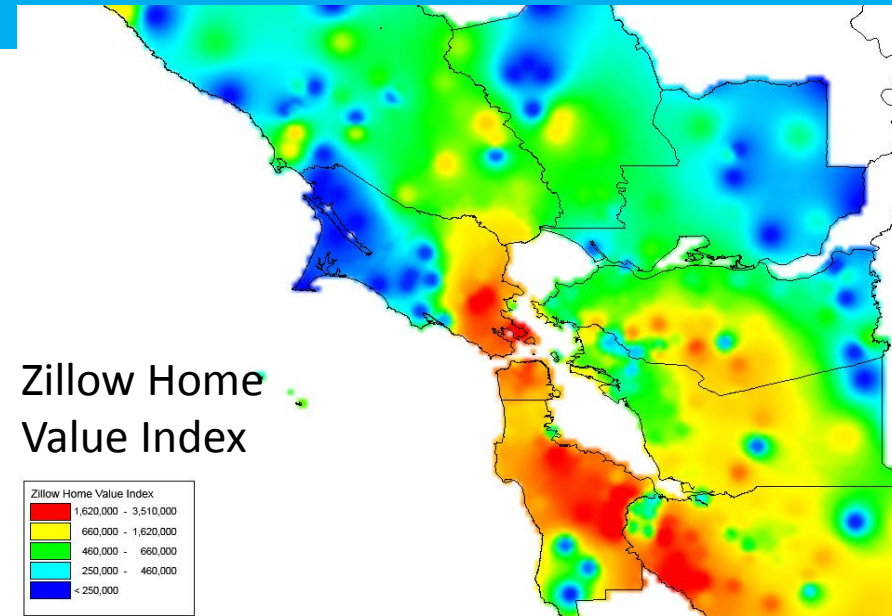 Zillow Home
Value Index
Zillow Home Value Index
1,620,000 - 3,510,000
660,000 - 1,620,000
460,000 - 660,000
250,000 - 460,000
< 250,000